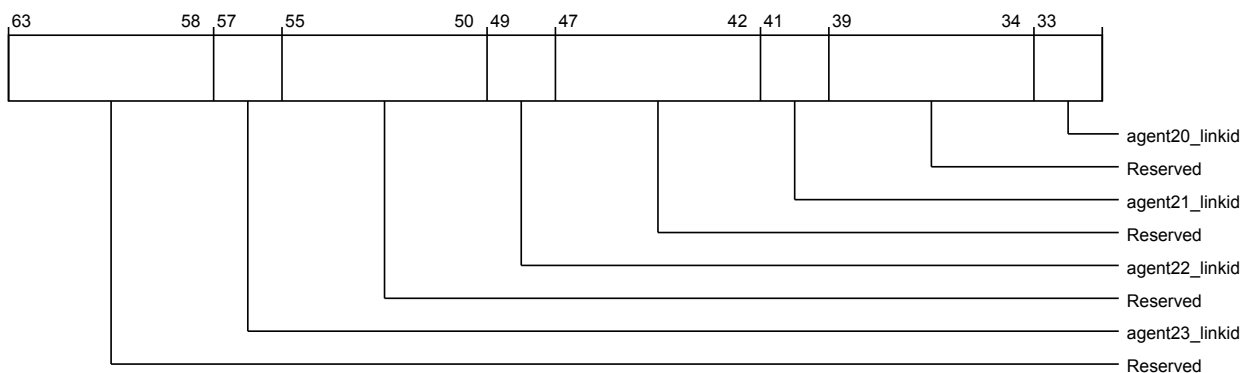 63 58 57 55 50 49 47 42 41 39 34 33
agent20_linkid
Reserved
agent21_linkid
Reserved
agent22_linkid
Reserved
agent23_linkid
Reserved